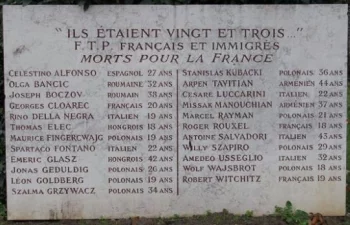 "ILS ÉTAIENT VINGT ET TROIS..."
F.T.P. FRANÇAIS ET IMMIGRÉS
MORTS POUR LA FRANCE
CELESTINO ALFONSO ESPAGNOL 27 ANS
OLGA BANCIC ROUMAINE 32 ANS
JOSEPH BOCZOV ROUMAIN 38 ANS
GEORGES CLOAREC FRANÇAIS 20 ANS
RINO DELLA NEGRA ITALIEN 19 ANS
THOMAS ELEC HONGROIS 18 ANS
MAURICE FINGERCWAJG POLONAIS 19 ANS
SPARTACO FONTANO ITALIEN 22 ANS
EMERIC GLASZ HONGROIS 42 ANS
JONAS GEDULDIG POLONAIS 26 ANS
LEON GOLDBERG POLONAIS 19 ANS
SZALMA GRZYWACZ POLONAIS 34 ANS
STANISLAS KUBACKI POLONAIS 36 ANS
ARPEN TAVITIAN ARMÉNIEN 44 ANS
CESARE LUCCARINI ITALIEN 22 ANS
MISSAK MANOUCHIAN ARMÉNIEN 37 ANS
MARCEL RAYMAN POLONAIS 21 ANS
ROGER ROUXEL FRANÇAIS 18 ANS
ANTOINE SALVADORI ITALIEN 43 ANS
WILLY SZAPIRO POLONAIS 29 ANS
AMEDEO USSEGLIO ITALIEN 32 ANS
WOLF WAJSBROT POLONAIS 18 ANS
ROBERT WITCHITZ FRANÇAIS 19 ANS